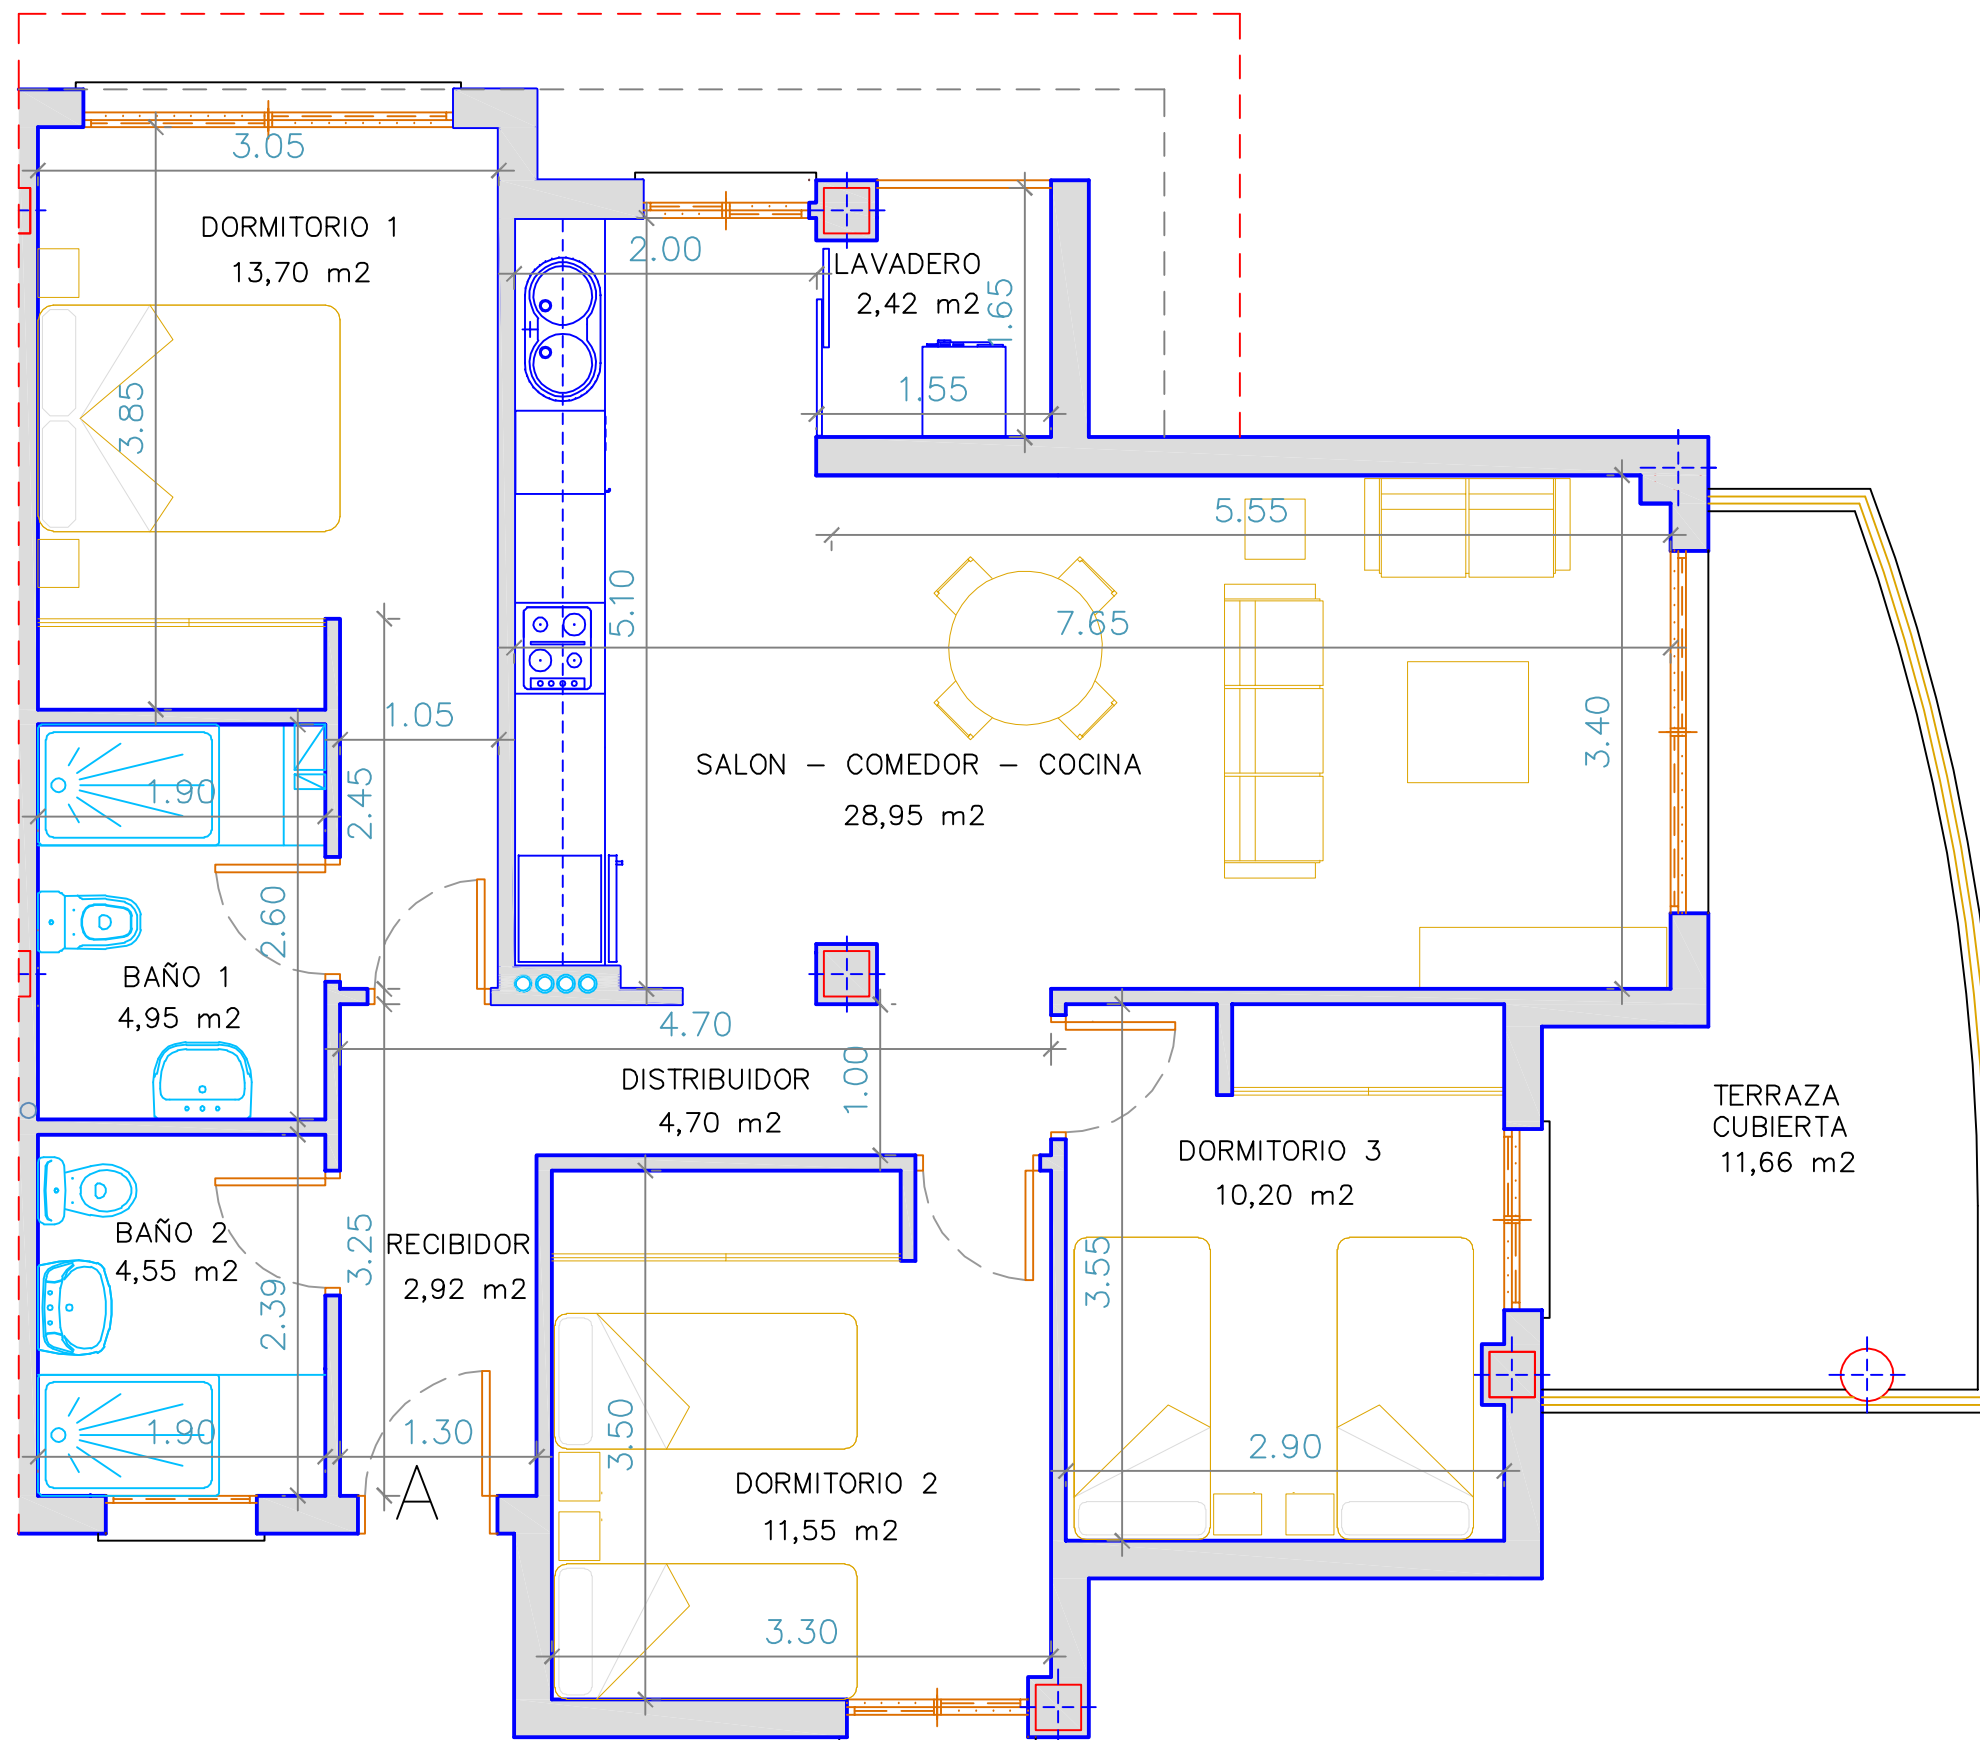 3.05
DORMITORIO 1
13,70 m2
2.00
LAVADERO
2,42 m2
1.65
3.85
1.55
5.55
5.10
7.65
1.05
3.40
SALON - COMEDOR - COCINA
28,95 m2
1.90
2.45
2.60
BAÑO 1
4,95 m2
4.70
DISTRIBUIDOR
4,70 m2
1.00
TERRAZA
CUBIERTA
11,66 m2
DORMITORIO 3
10,20 m2
BAÑO 2
4,55 m2
RECIBIDOR
2,92 m2
3.25
2.39
3.55
1.90
1.30
3.50
2.90
A
DORMITORIO 2
11,55 m2
3.30